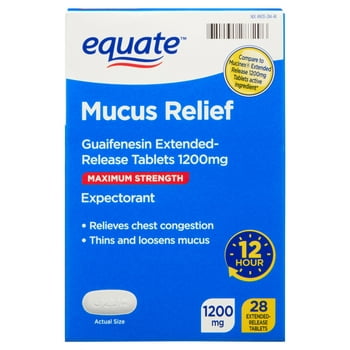 equate™
Compare to
Mucinex® Extended
Release 1200mg
Tablets active
ingredient*
Mucus Relief
Guaifenesin Extended-
Release Tablets 1200mg
MAXIMUM STRENGTH
Expectorant
• Relieves chest congestion
• Thins and loosens mucus
12
HOUR
Actual Size
1200
mg
28
EXTENDED-
RELEASE
TABLETS